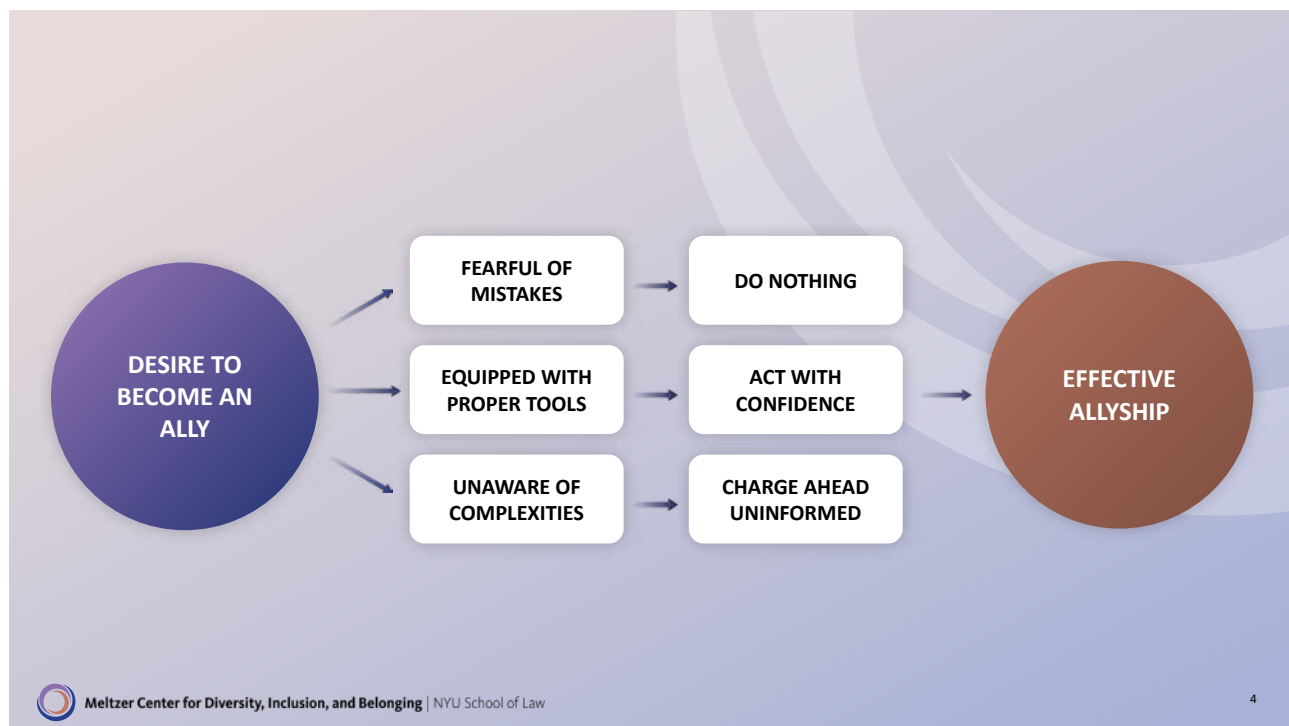 DESIRE TO
BECOME AN
ALLY
FEARFUL OF
MISTAKES
DO NOTHING
EQUIPPED WITH
PROPER TOOLS
ACT WITH
CONFIDENCE
UNAWARE OF
COMPLEXITIES
CHARGE AHEAD
UNINFORMED
EFFECTIVE
ALLYSHIP
Meltzer Center for Diversity, Inclusion, and Belonging | NYU School of Law
4